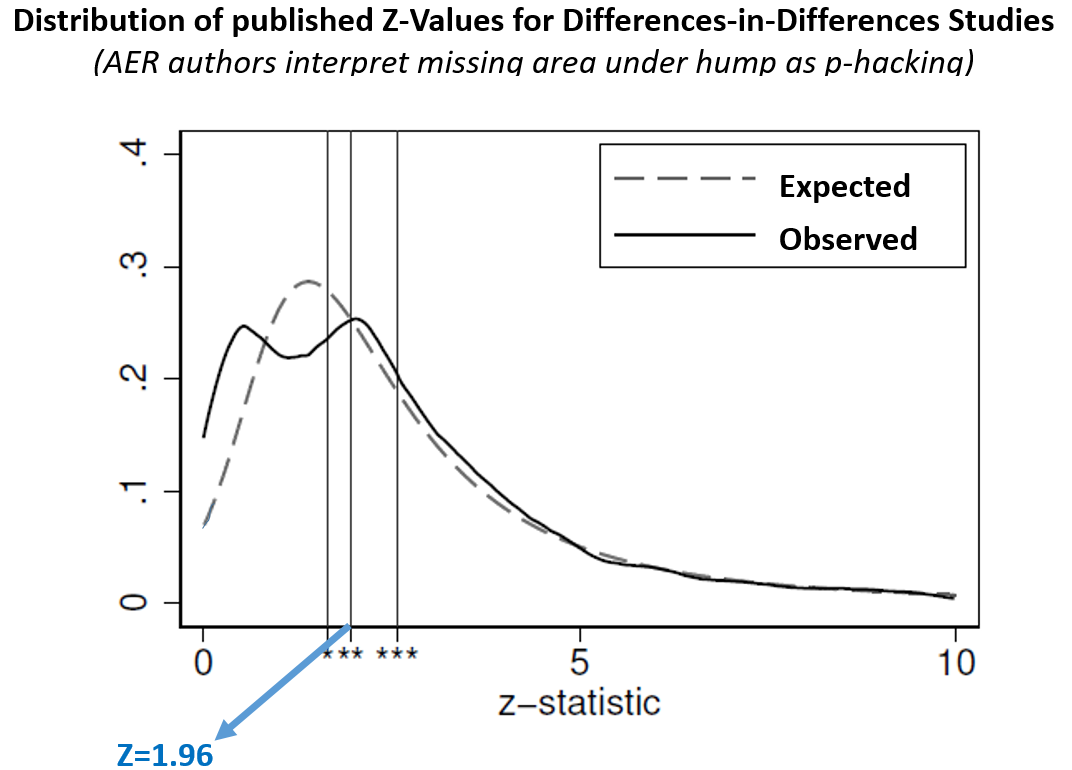 Distribution of published Z-Values for Differences-in-Differences Studies
(AER authors interpret missing area under hump as p-hacking)
.4
.3
.2
.1
0
Expected
Observed
0 * ** *** 5 10
z−statistic
Z=1.96